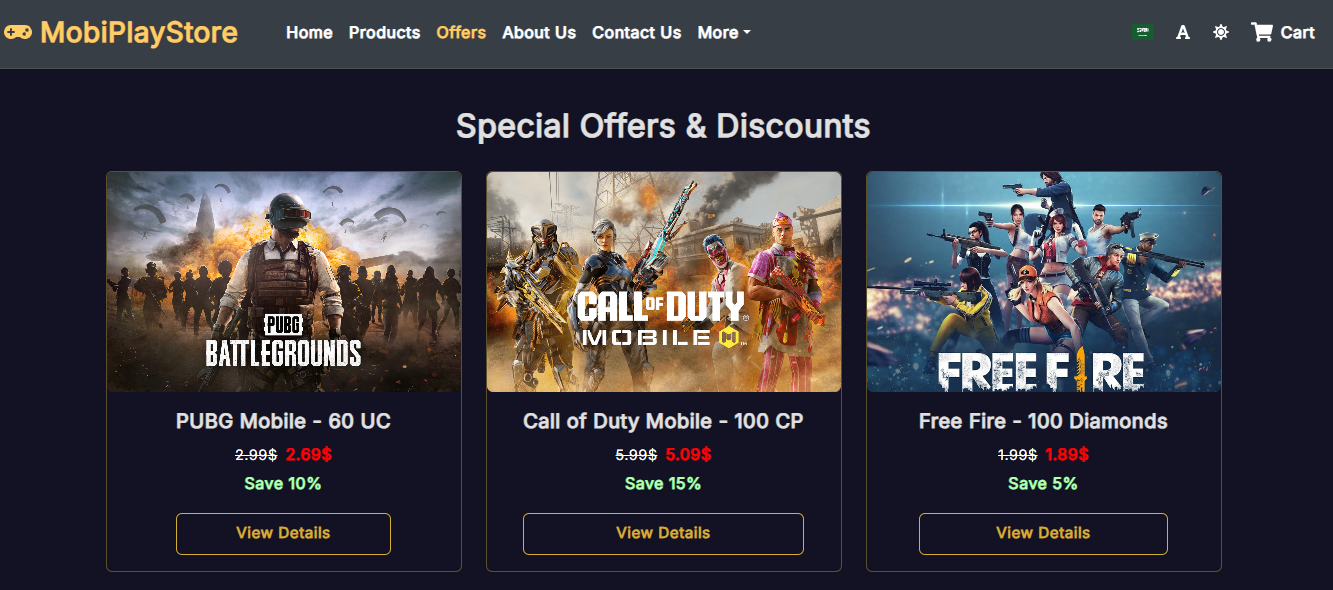 MobiPlayStore Home Products Offers About Us Contact Us More A Cart
Special Offers & Discounts
PUBG
BATTLEGROUNDS
CALL OF DUTY
MOBILE
FREE FIRE
PUBG Mobile - 60 UC
2.99$ 2.69$
Save 10%
View Details
Call of Duty Mobile - 100 CP
5.99$ 5.09$
Save 15%
View Details
Free Fire - 100 Diamonds
1.99$ 1.89$
Save 5%
View Details